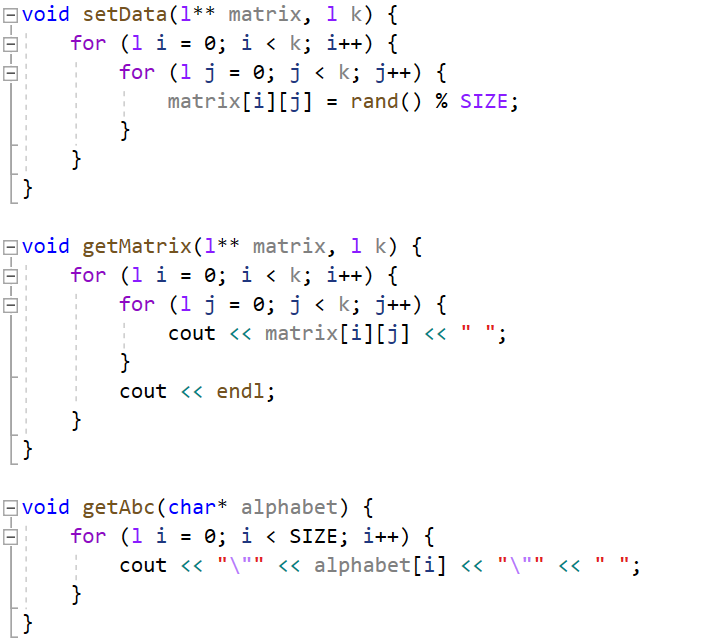 void setData(l** matrix, l k) {
    for (l i = 0; i < k; i++) {
        for (l j = 0; j < k; j++) {
            matrix[i][j] = rand() % SIZE;
        }
    }
}

void getMatrix(l** matrix, l k) {
    for (l i = 0; i < k; i++) {
        for (l j = 0; j < k; j++) {
            cout << matrix[i][j] << " ";
        }
        cout << endl;
    }
}

void getAbc(char* alphabet) {
    for (l i = 0; i < SIZE; i++) {
        cout << "\"" << alphabet[i] << "\"" << " ";
    }
}